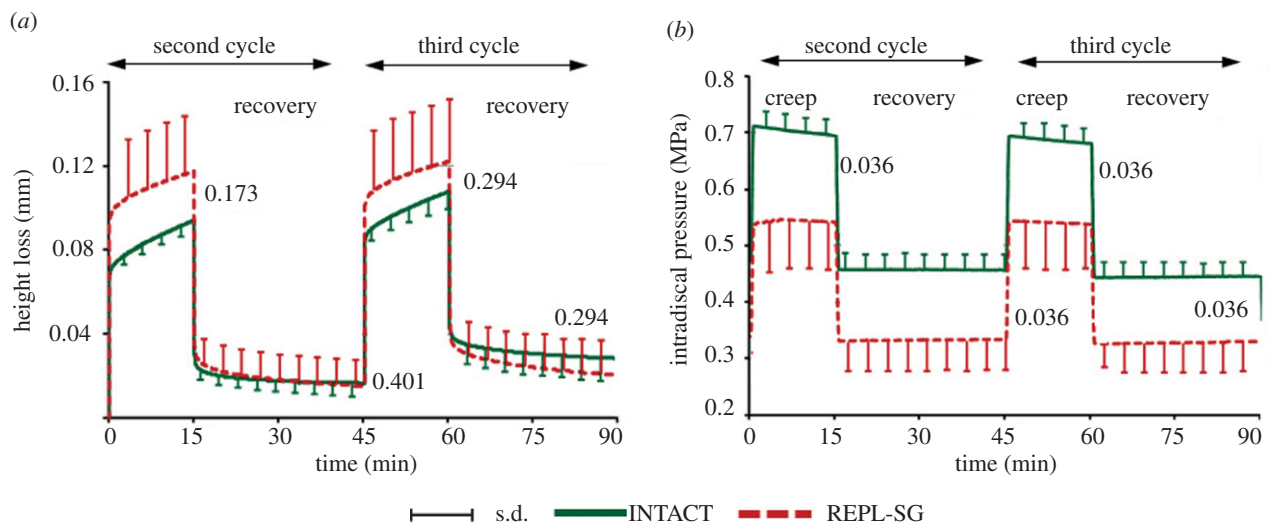 (a)
second cycle
third cycle
0.16
0.12
0.08
0.04
height loss (mm)
recovery
recovery
0.173
0.294
0.401
0.294
0 15 45 60 75 90
time (min)
(b)
second cycle
third cycle
0.8
0.7
0.6
0.5
0.4
0.3
0.2
intradiscal pressure (MPa)
creep recovery creep recovery
0.036
0.036
0.036
0.036
0 15 45 60 75 90
time (min)
s.d. INTACT REPL-SG